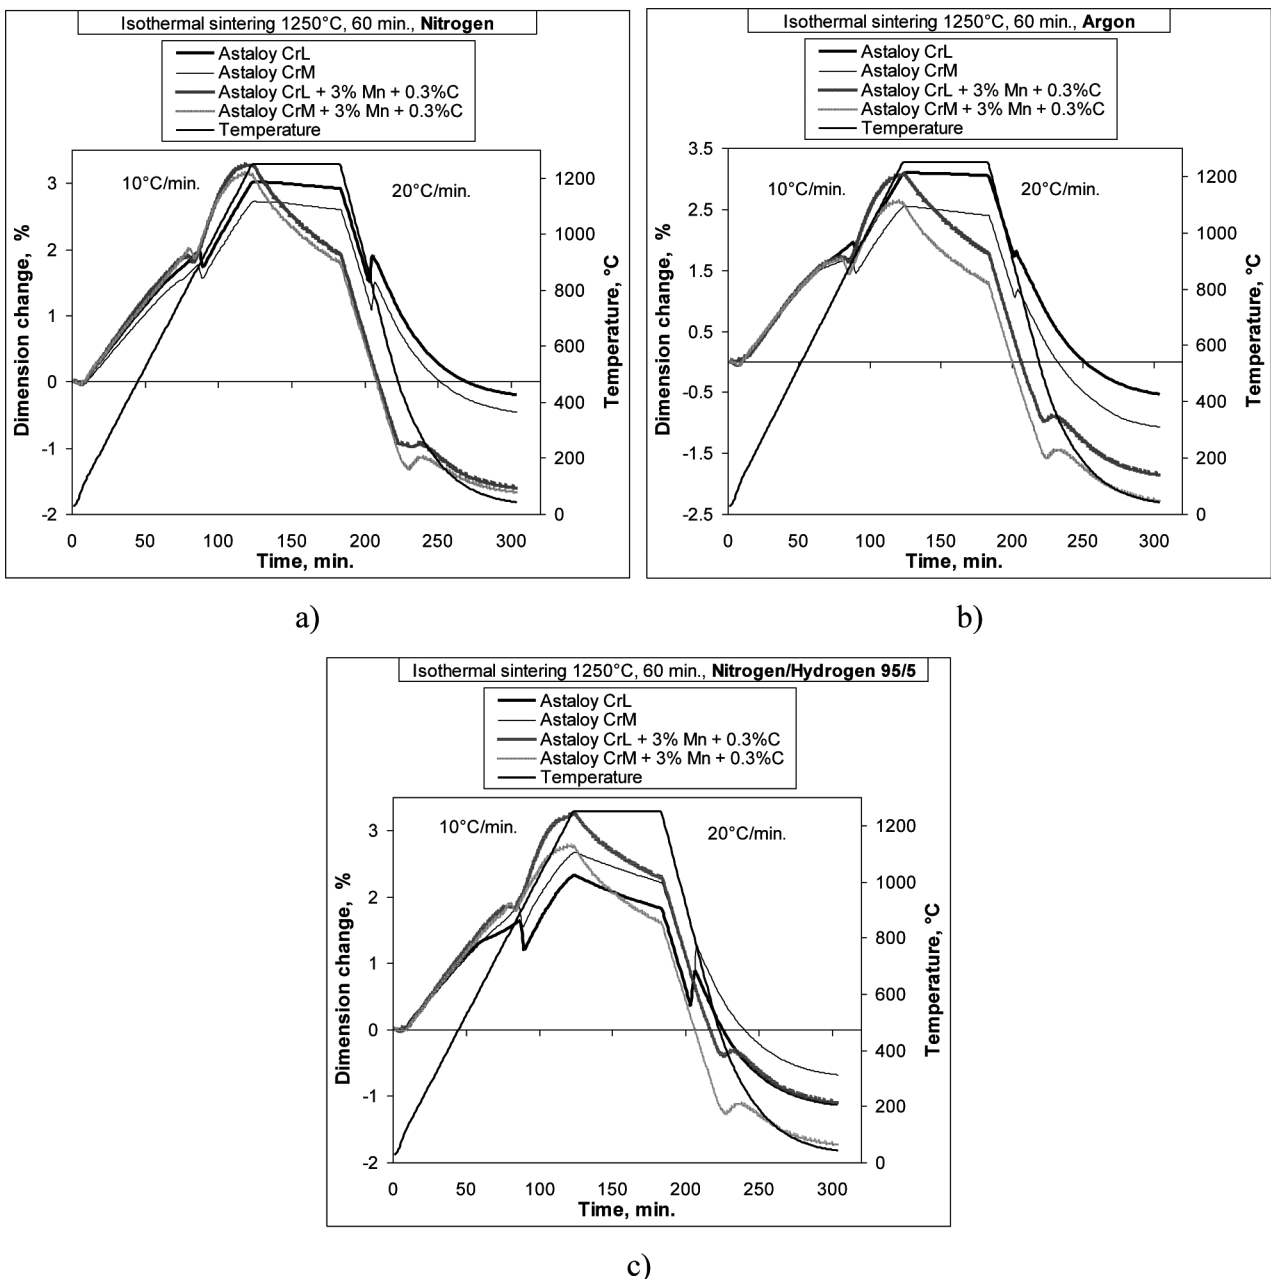 Isothermal sintering 1250°C, 60 min., Nitrogen
Astaloy CrL
Astaloy CrM
Astaloy CrL + 3% Mn + 0.3%C
Astaloy CrM + 3% Mn + 0.3%C
Temperature
10°C/min.
20°C/min.
3
2
1
0
-1
-2
Dimension change, %
1200
1000
800
600
400
200
0
Temperature, °C
0 50 100 150 200 250 300
Time, min.
a)
Isothermal sintering 1250°C, 60 min., Argon
Astaloy CrL
Astaloy CrM
Astaloy CrL + 3% Mn + 0.3%C
Astaloy CrM + 3% Mn + 0.3%C
Temperature
10°C/min.
20°C/min.
3.5
2.5
1.5
0.5
-0.5
-1.5
-2.5
Dimension change, %
1200
1000
800
600
400
200
0
Temperature, °C
0 50 100 150 200 250 300
Time, min.
b)
Isothermal sintering 1250°C, 60 min., Nitrogen/Hydrogen 95/5
Astaloy CrL
Astaloy CrM
Astaloy CrL + 3% Mn + 0.3%C
Astaloy CrM + 3% Mn + 0.3%C
Temperature
10°C/min.
20°C/min.
3
2
1
0
-1
-2
Dimension change, %
1200
1000
800
600
400
200
0
Temperature, °C
0 50 100 150 200 250 300
Time, min.
c)